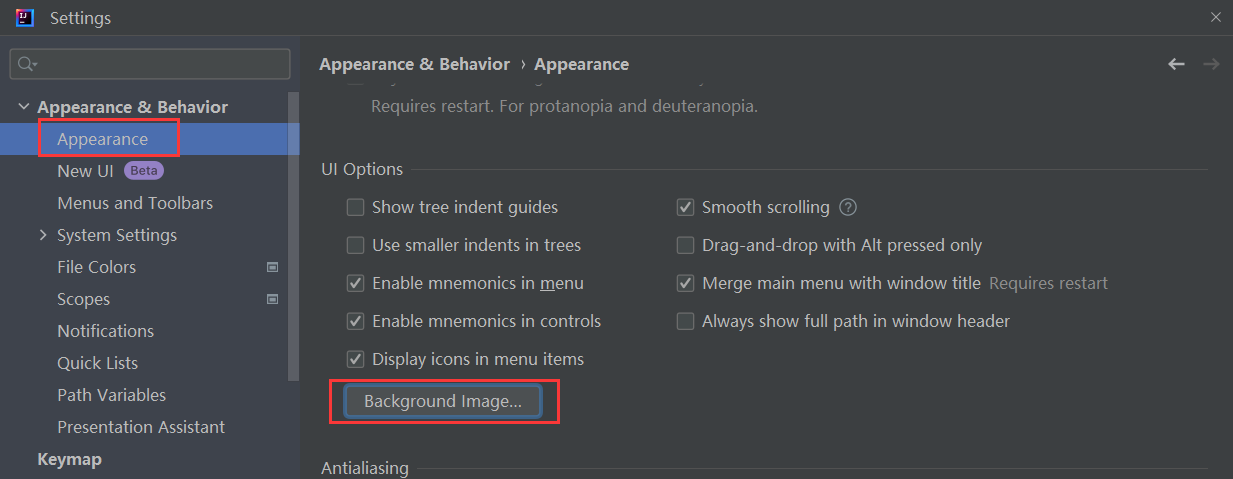 Settings
Appearance & Behavior
Appearance
New UI Beta
Menus and Toolbars
System Settings
File Colors
Scopes
Notifications
Quick Lists
Path Variables
Presentation Assistant
Keymap
Appearance & Behavior › Appearance
Requires restart. For protanopia and deuteranopia.
UI Options
Show tree indent guides
Smooth scrolling ?
Use smaller indents in trees
Drag-and-drop with Alt pressed only
Enable mnemonics in menu
Merge main menu with window title Requires restart
Enable mnemonics in controls
Always show full path in window header
Display icons in menu items
Background Image...
Antialiasing